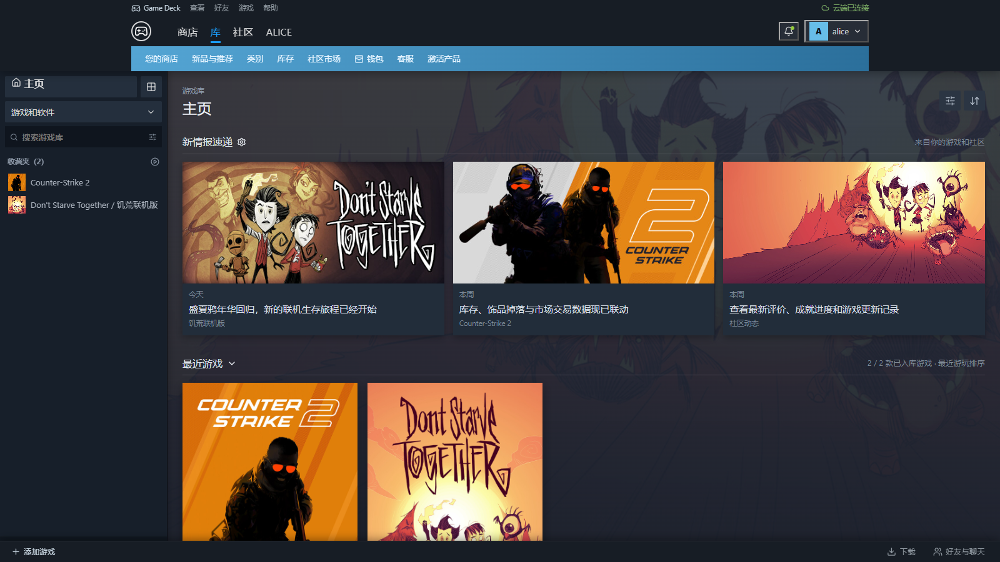 Game Deck 查看 好友 游戏 帮助
云端已连接
商店 库 社区 ALICE
A alice
您的商店 新品与推荐 类别 库存 社区市场 钱包 客服 激活产品
主页
游戏和软件
搜索游戏库
收藏夹 (2)
Counter-Strike 2
Don't Starve Together / 饥荒联机版
游戏库
主页
新情报速递
来自你的游戏和社区
Don't Starve
TOGETHER
2
COUNTER
STRIKE
今天
盛夏鸦年华回归，新的联机生存旅程已经开始
饥荒联机版
本周
库存、饰品掉落与市场交易数据现已联动
Counter-Strike 2
本周
查看最新评价、成就进度和游戏更新记录
社区动态
最近游戏
2 / 2 款已入库游戏 · 最近游玩排序
COUNTER
STRIKE 2
Don't Starve
TOGETHER
添加游戏
下载
好友与聊天